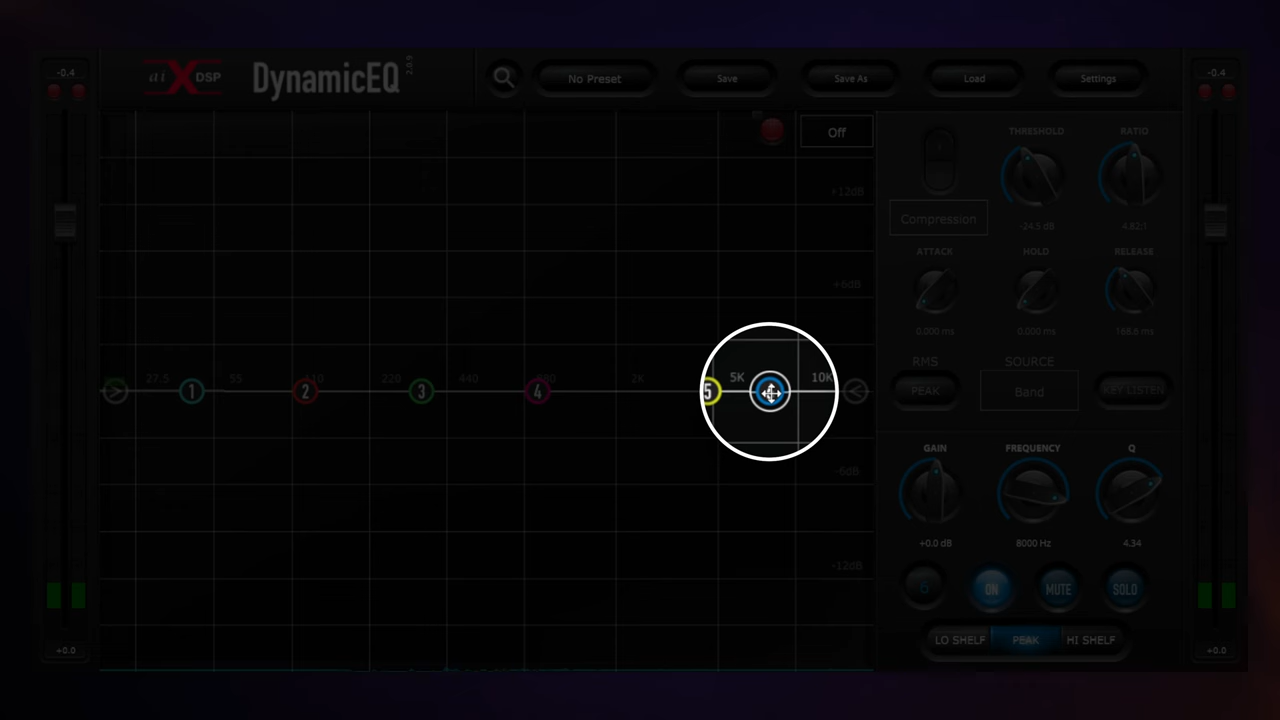 -0.4
ai X DSP
DynamicEQ
2.0.9
No Preset
Save
Save As
Load
Settings
-0.4
Off
THRESHOLD
RATIO
+12dB
Compression
-24.5 dB
4.82:1
ATTACK
HOLD
RELEASE
+6dB
0.000 ms
0.000 ms
RMS
SOURCE
27.5
55
110
220
440
2K
5K
10K
>
1
2
3
4
5
<
PEAK
Band
KEY LISTEN
GAIN
FREQUENCY
Q
-6dB
+0.0 dB
8000 Hz
4.34
-12dB
6
ON
MUTE
SOLO
LO SHELF
PEAK
HI SHELF
+0.0
+0.0